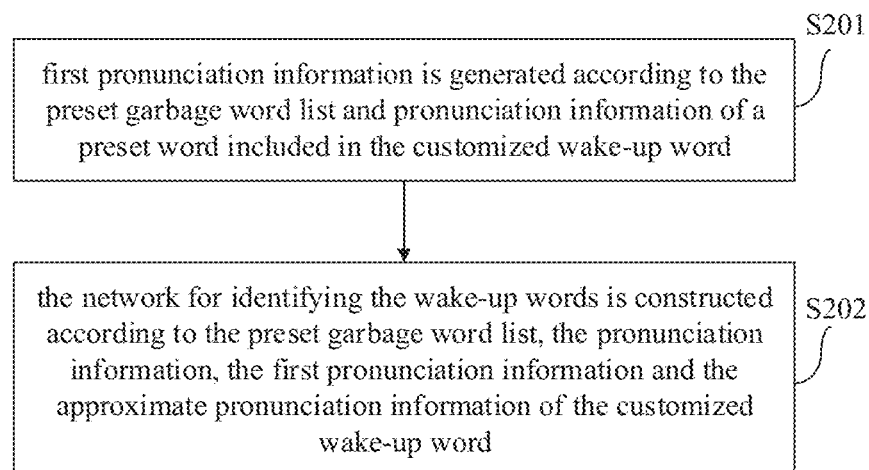 S201
first pronunciation information is generated according to the
preset garbage word list and pronunciation information of a
preset word included in the customized wake-up word
S202
the network for identifying the wake-up words is constructed
according to the preset garbage word list, the pronunciation
information, the first pronunciation information and the
approximate pronunciation information of the customized
wake-up word